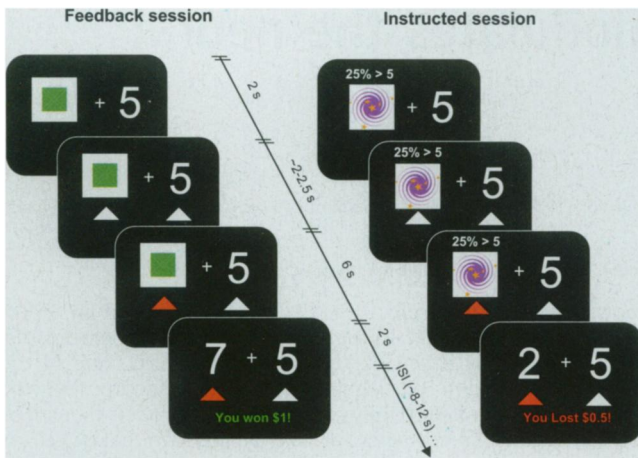 Feedback session
Instructed session
+ 5
+ 5
+ 5
7 + 5
You won $1!
2 s
~2-2.5s
6 s
2 s
ISI (~8-12 s) ...
25% > 5
+ 5
25% > 5
+ 5
25% > 5
+ 5
2 + 5
You Lost $0.5!